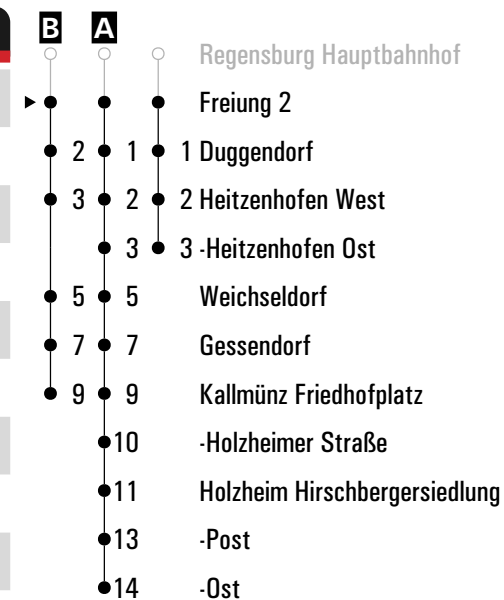 B A
Regensburg Hauptbahnhof
Freiung 2
2 1 1 Duggendorf
3 2 2 Heitzenhofen West
3 3 -Heitzenhofen Ost
5 5 Weichseldorf
7 7 Gessendorf
9 9 Kallmünz Friedhofplatz
10 -Holzheimer Straße
11 Holzheim Hirschbergersiedlung
13 -Post
14 -Ost